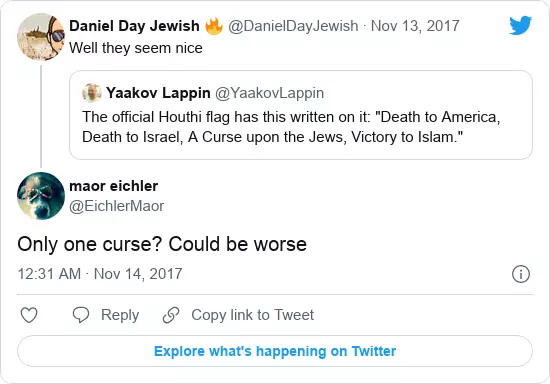 Daniel Day Jewish 🔥 @DanielDayJewish · Nov 13, 2017
Well they seem nice
Yaakov Lappin @YaakovLappin
The official Houthi flag has this written on it: "Death to America,
Death to Israel, A Curse upon the Jews, Victory to Islam."
maor eichler
@EichlerMaor
Only one curse? Could be worse
12:31 AM · Nov 14, 2017
Reply
Copy link to Tweet
Explore what's happening on Twitter